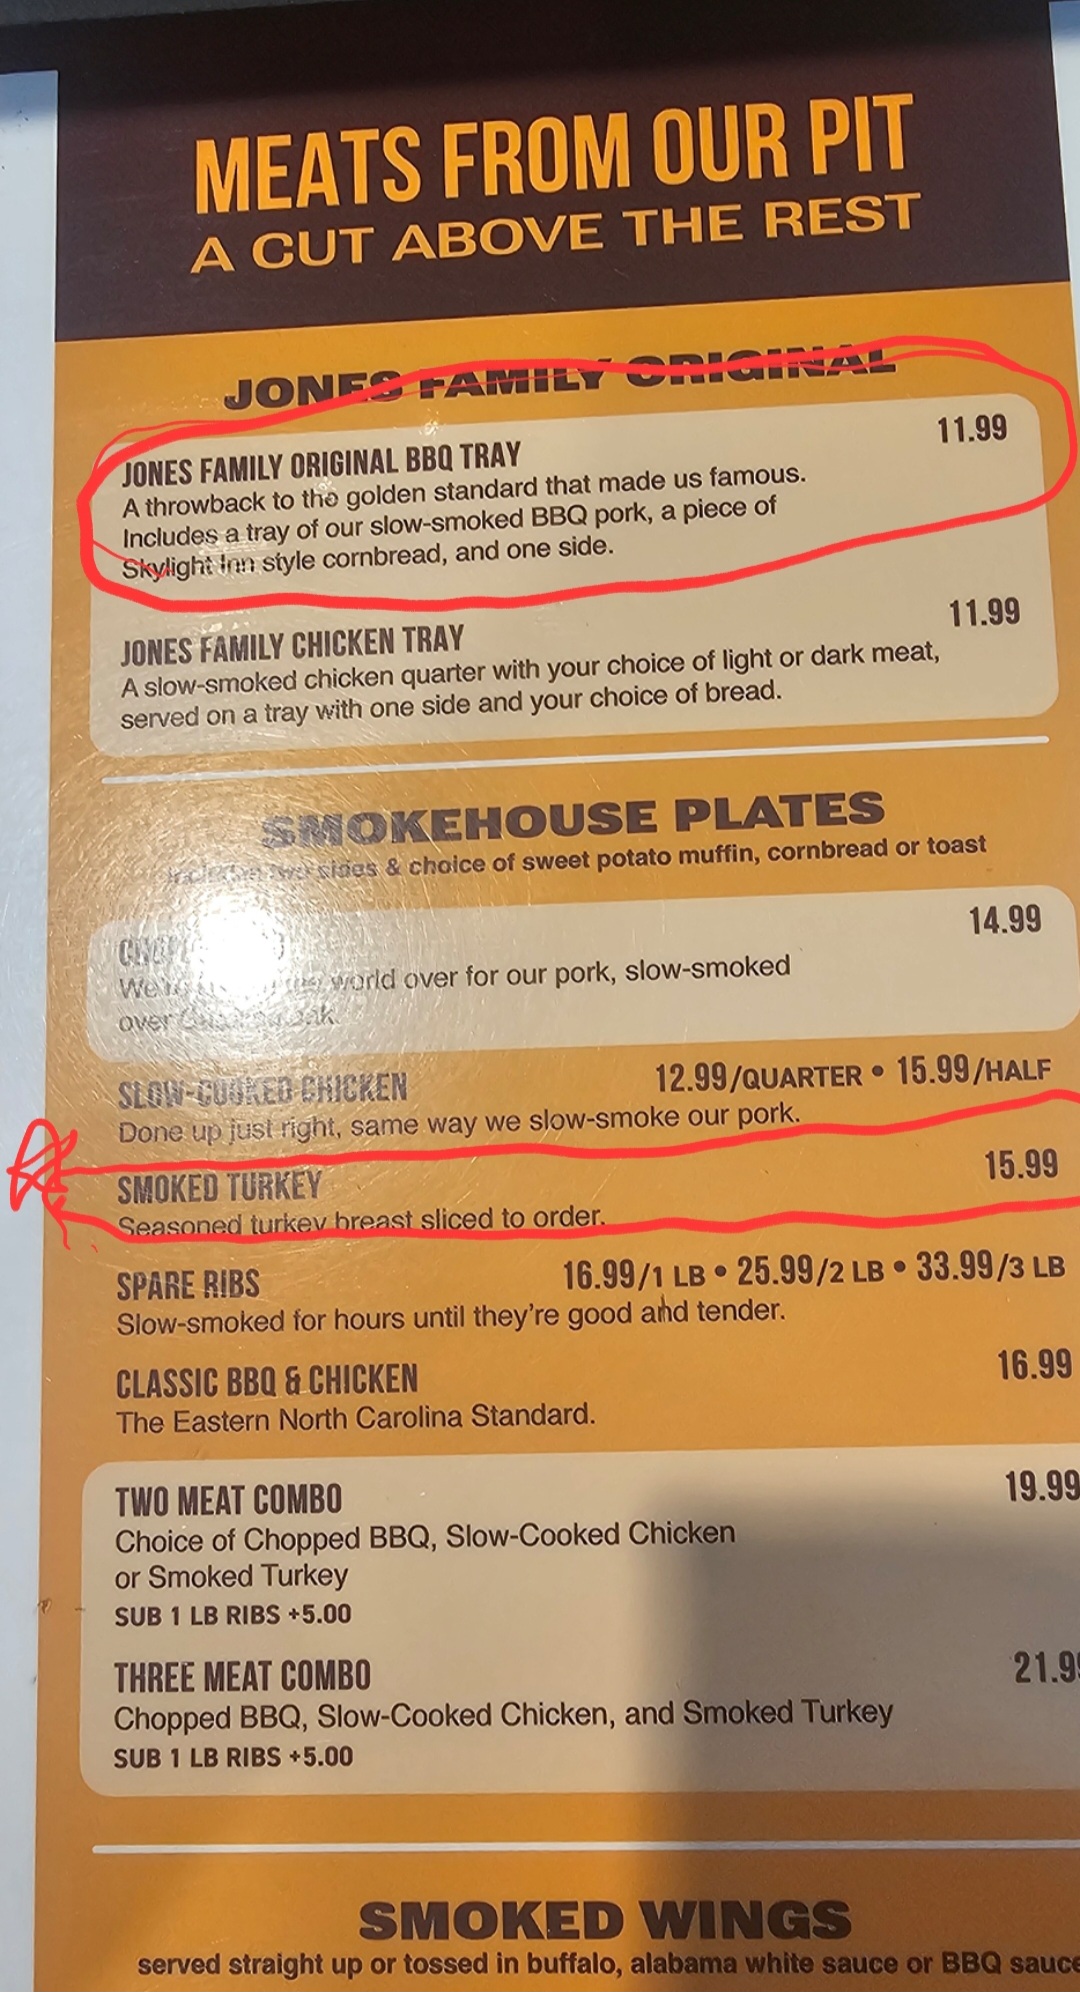 MEATS FROM OUR PIT
A CUT ABOVE THE REST
JONES FAMILY ORIGINAL
JONES FAMILY ORIGINAL BBQ TRAY 11.99
A throwback to the golden standard that made us famous.
Includes a tray of our slow-smoked BBQ pork, a piece of
Skylight Inn style cornbread, and one side.
JONES FAMILY CHICKEN TRAY 11.99
A slow-smoked chicken quarter with your choice of light or dark meat,
served on a tray with one side and your choice of bread.
SMOKEHOUSE PLATES
sides & choice of sweet potato muffin, cornbread or toast
14.99
world over for our pork, slow-smoked
over
SLOW-COOKED CHICKEN 12.99/QUARTER • 15.99/HALF
Done up just right, same way we slow-smoke our pork.
SMOKED TURKEY 15.99
Seasoned turkey breast sliced to order.
SPARE RIBS 16.99/1 LB • 25.99/2 LB • 33.99/3 LB
Slow-smoked for hours until they're good and tender.
CLASSIC BBQ & CHICKEN 16.99
The Eastern North Carolina Standard.
TWO MEAT COMBO 19.99
Choice of Chopped BBQ, Slow-Cooked Chicken
or Smoked Turkey
SUB 1 LB RIBS +5.00
THREE MEAT COMBO 21.9
Chopped BBQ, Slow-Cooked Chicken, and Smoked Turkey
SUB 1 LB RIBS +5.00
SMOKED WINGS
served straight up or tossed in buffalo, alabama white sauce or BBQ sauce